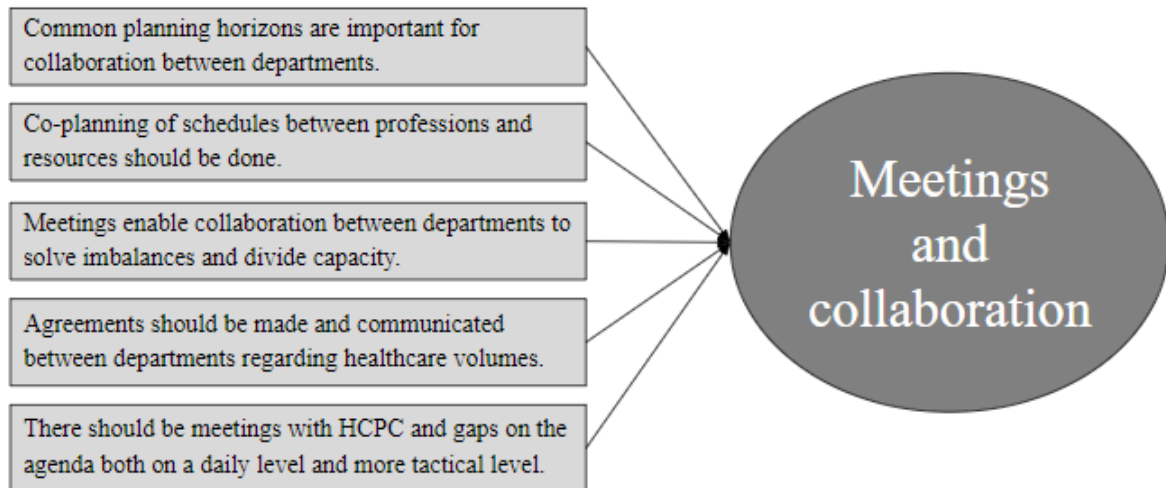 Common planning horizons are important for
collaboration between departments.
Co-planning of schedules between professions and
resources should be done.
Meetings enable collaboration between departments to
solve imbalances and divide capacity.
Agreements should be made and communicated
between departments regarding healthcare volumes.
There should be meetings with HCPC and gaps on the
agenda both on a daily level and more tactical level.
Meetings
and
collaboration